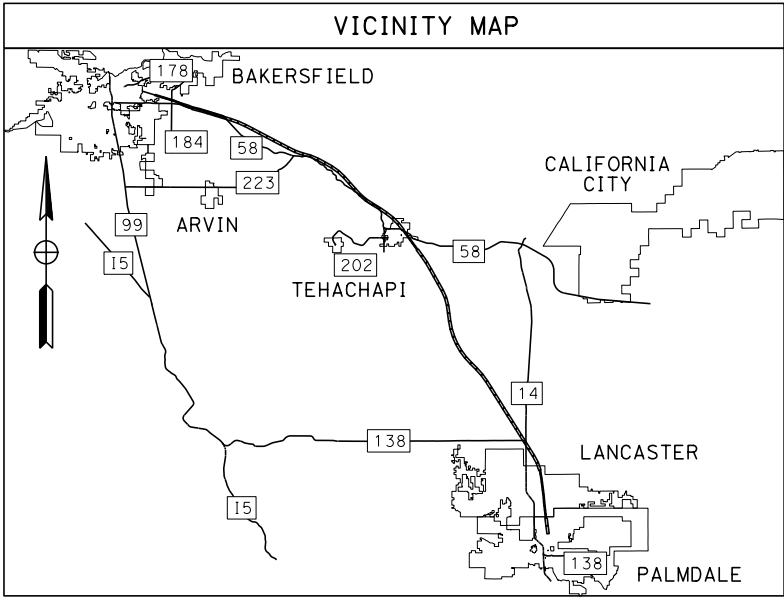 VICINITY MAP
178
BAKERSFIELD
184
58
223
CALIFORNIA
CITY
99
ARVIN
I5
202
58
TEHACHAPI
14
138
LANCASTER
I5
138
PALMDALE